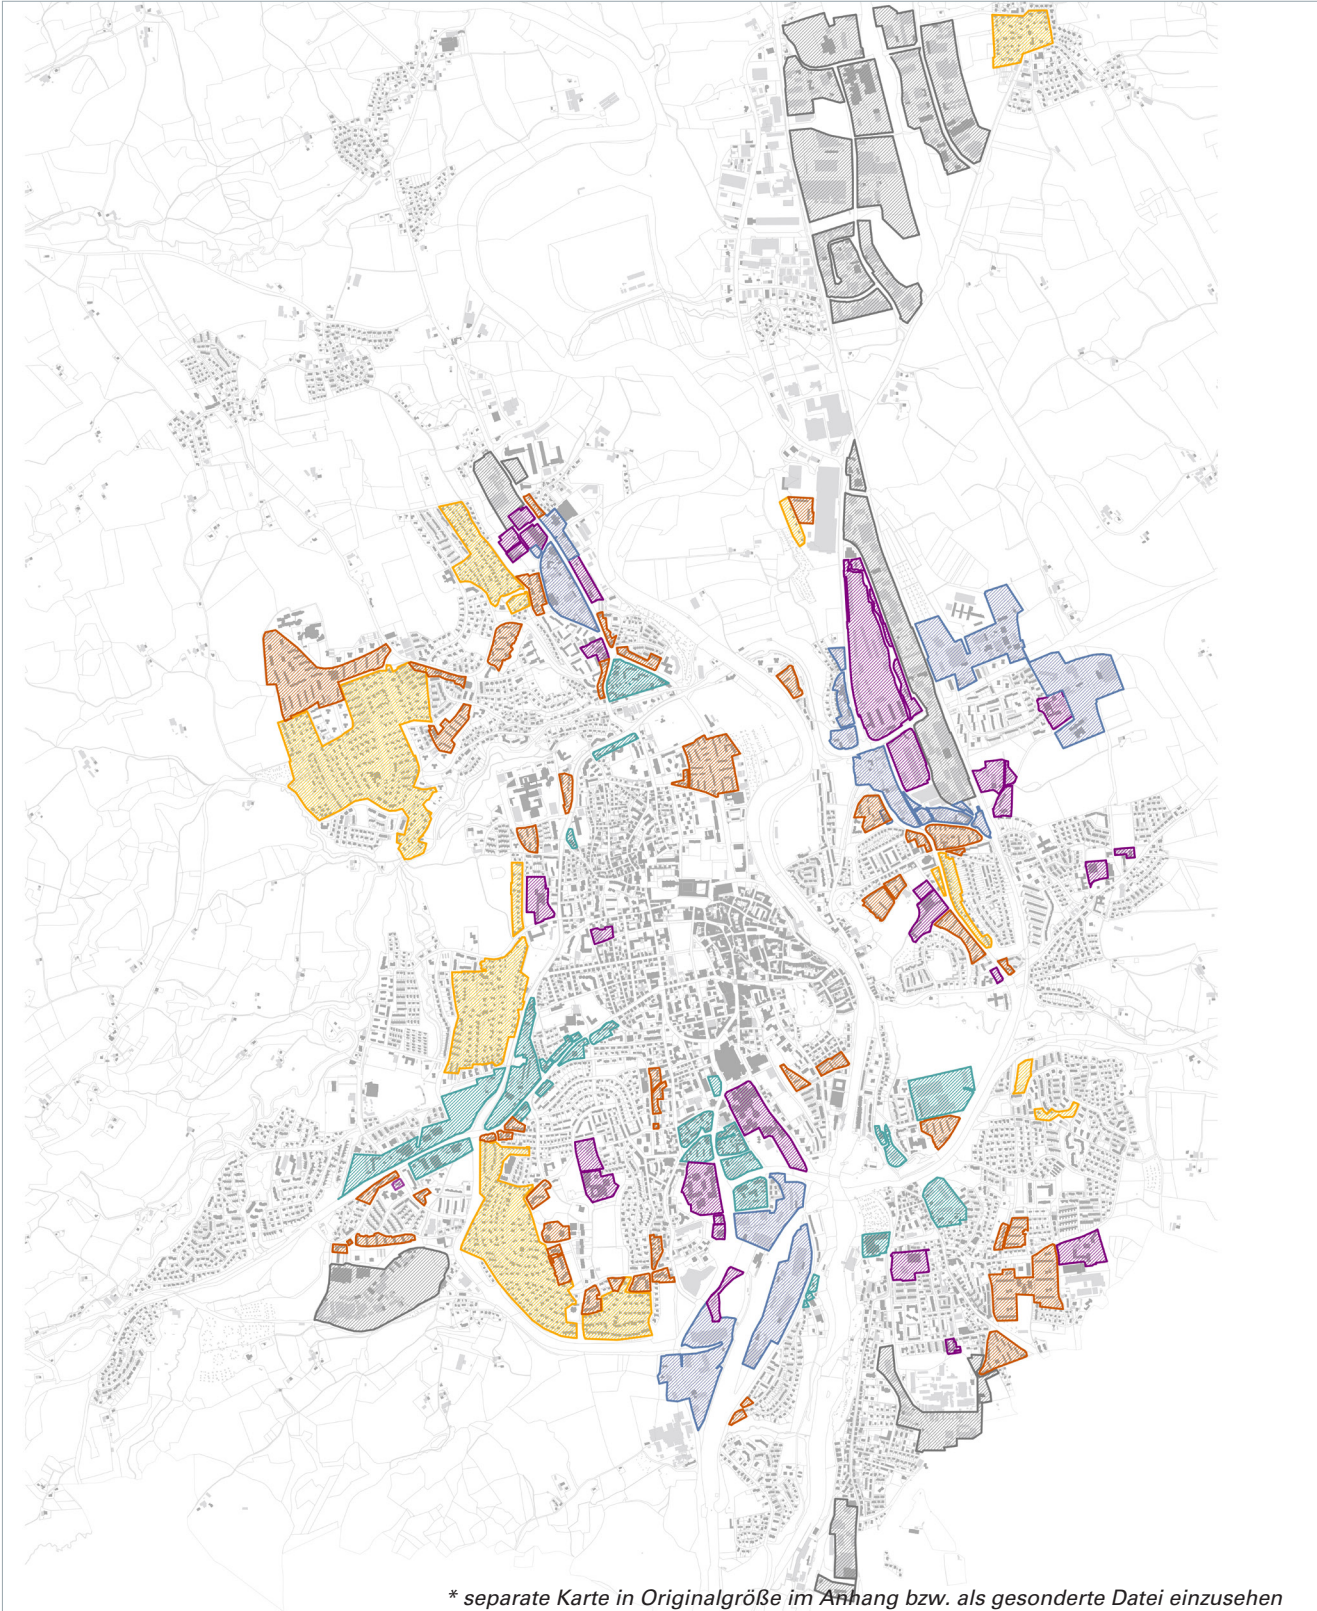 * separate Karte in Originalgröße im Anhang bzw. als gesonderte Datei einzusehen